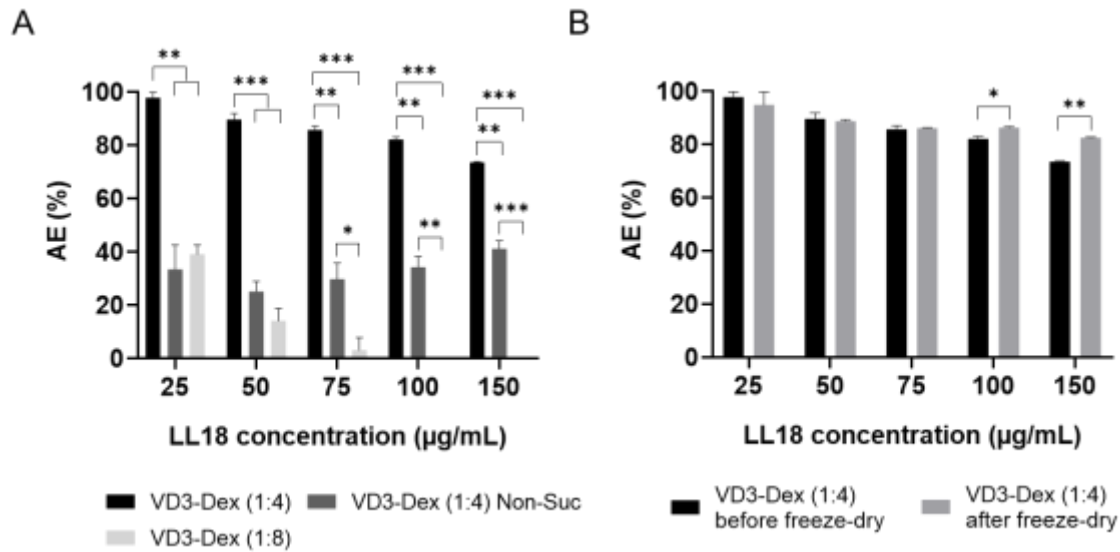 A
B
** *** *** *** ***
** ** **
* ** ***
* **
AE (%)
100
80
60
40
20
0
25 50 75 100 150
LL18 concentration (µg/mL)
VD3-Dex (1:4) VD3-Dex (1:4) Non-Suc
VD3-Dex (1:8)
AE (%)
100
80
60
40
20
0
25 50 75 100 150
LL18 concentration (µg/mL)
VD3-Dex (1:4)
before freeze-dry
VD3-Dex (1:4)
after freeze-dry